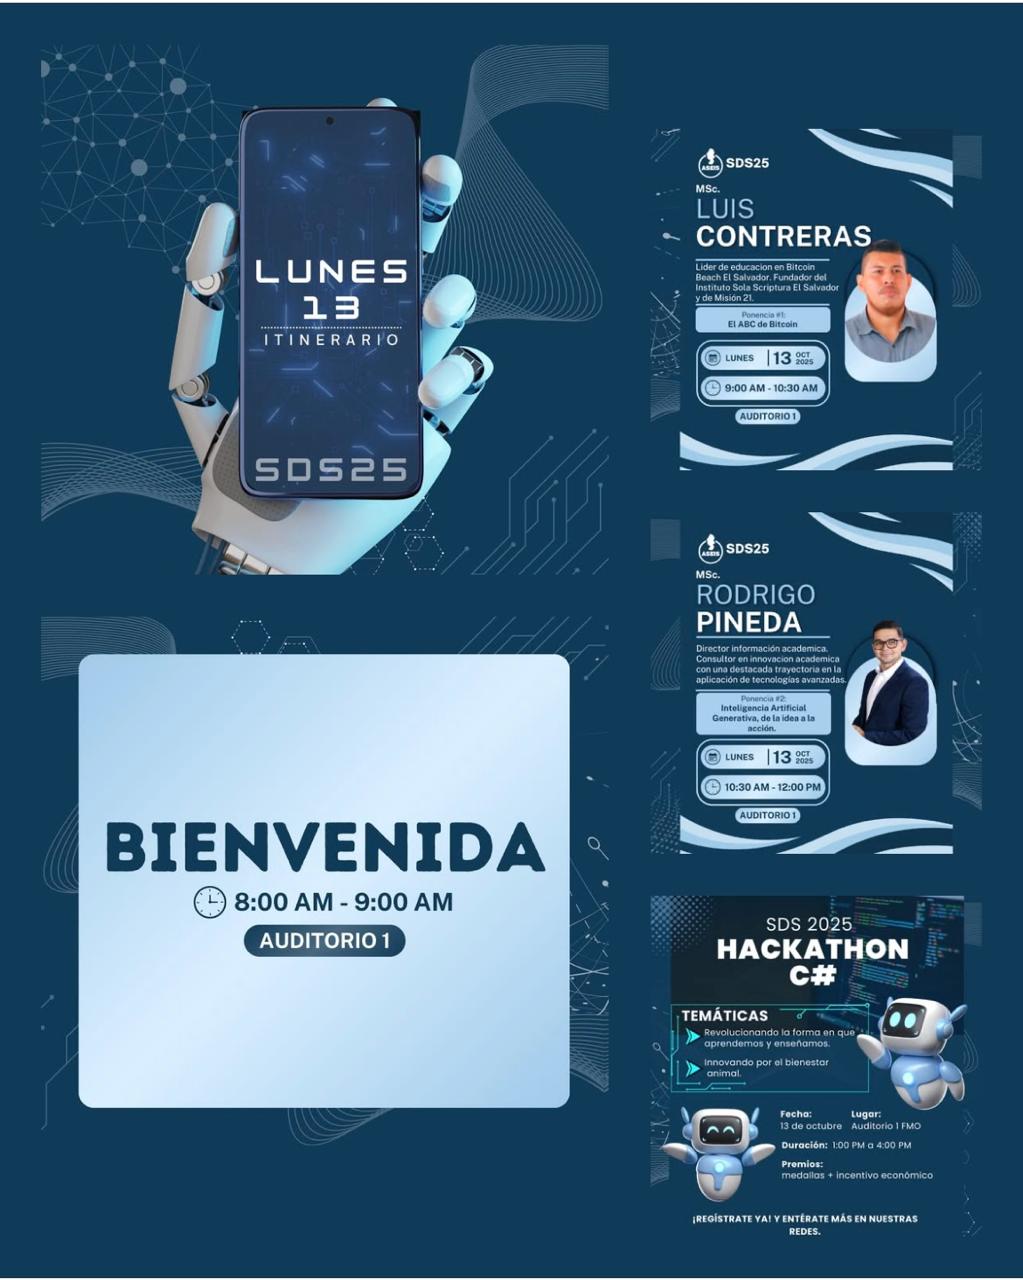 LUNES
13
ITINERARIO
SDS25
BIENVENIDA
8:00 AM - 9:00 AM
AUDITORIO 1
ASEIS SDS25
MSc.
LUIS
CONTRERAS
Lider de educacion en Bitcoin
Beach El Salvador. Fundador del
Instituto Sola Scriptura El Salvador
y de Misión 21.
Ponencia #1:
El ABC de Bitcoin
LUNES 13 OCT 2025
9:00 AM - 10:30 AM
AUDITORIO 1
ASEIS SDS25
MSc.
RODRIGO
PINEDA
Director información academica.
Consultor en innovacion academica
con una destacada trayectoria en la
aplicación de tecnologías avanzadas.
Ponencia #2:
Inteligencia Artificial
Generativa, de la idea a la
acción.
LUNES 13 OCT 2025
10:30 AM - 12:00 PM
AUDITORIO 1
SDS 2025
HACKATHON
C#
TEMÁTICAS
Revolucionando la forma en que
aprendemos y enseñamos.
Innovando por el bienestar
animal.
Fecha: Lugar:
13 de octubre Auditorio 1 FMO
Duración: 1:00 PM a 4:00 PM
Premios:
medallas + incentivo económico
¡REGÍSTRATE YA! Y ENTÉRATE MÁS EN NUESTRAS
REDES.